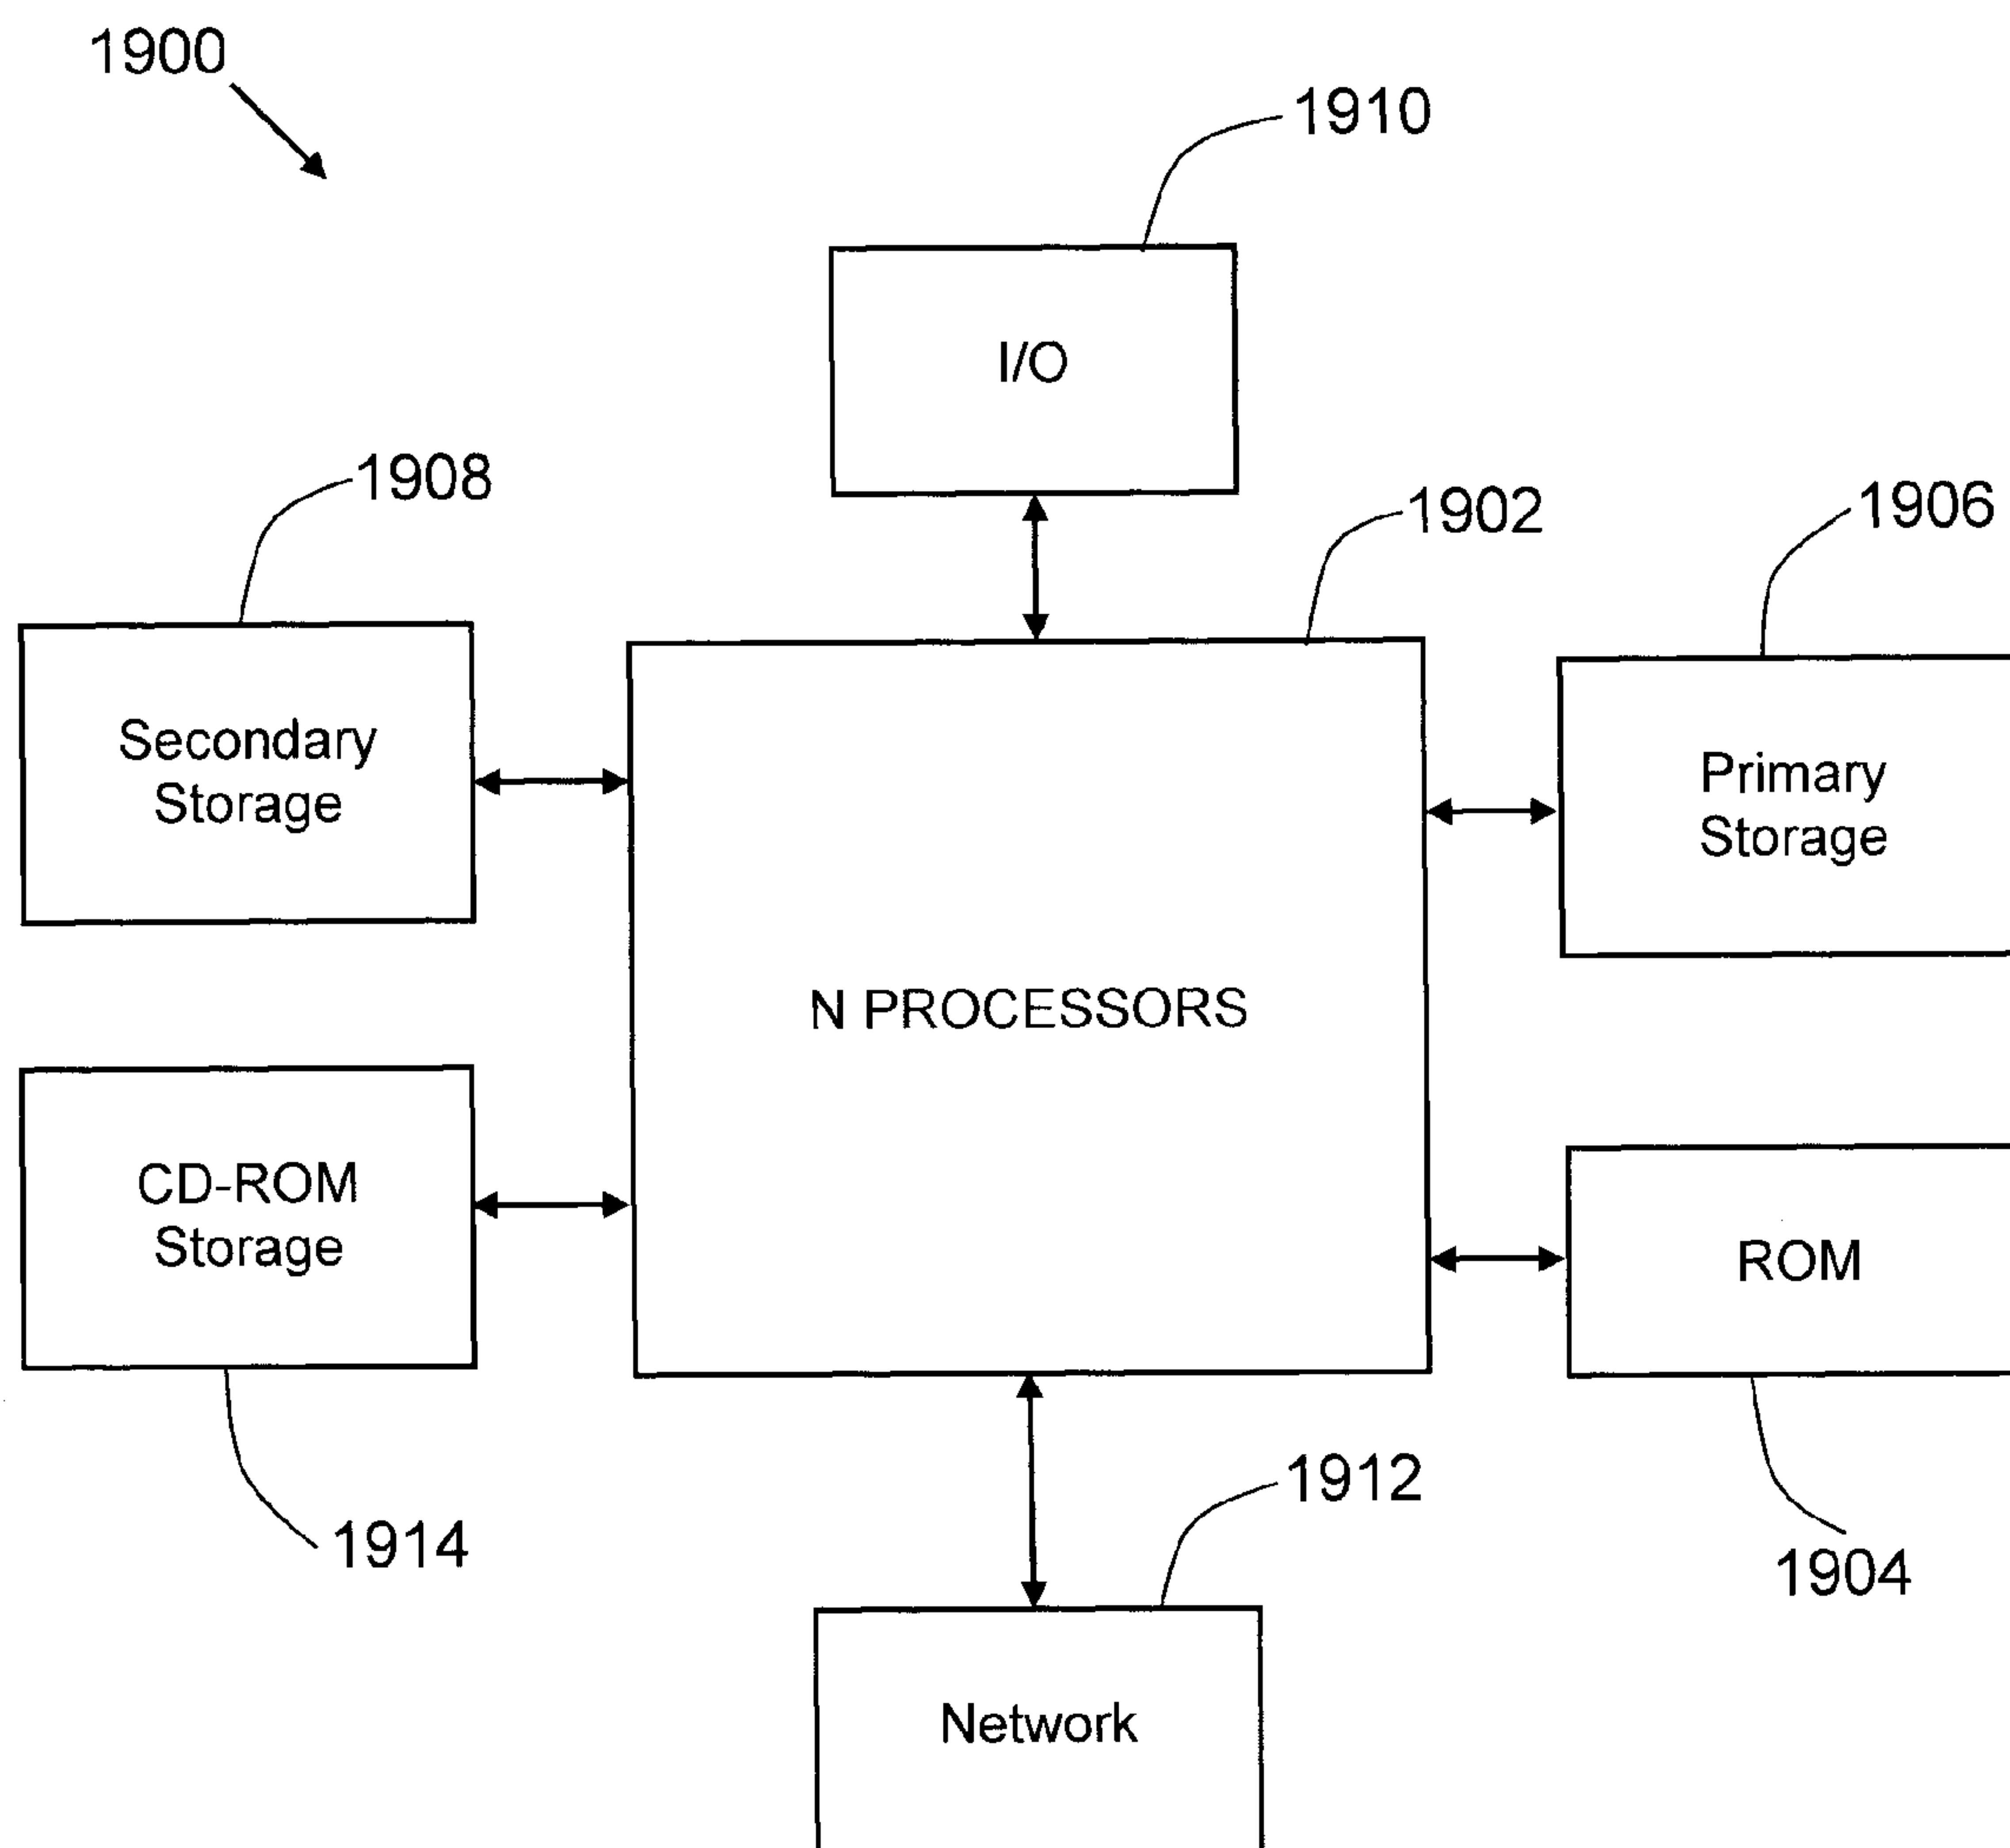 1900
1910
I/O
1908
1902
1906
Secondary
Storage
Primary
Storage
N PROCESSORS
CD-ROM
Storage
ROM
1912
1914
1904
Network